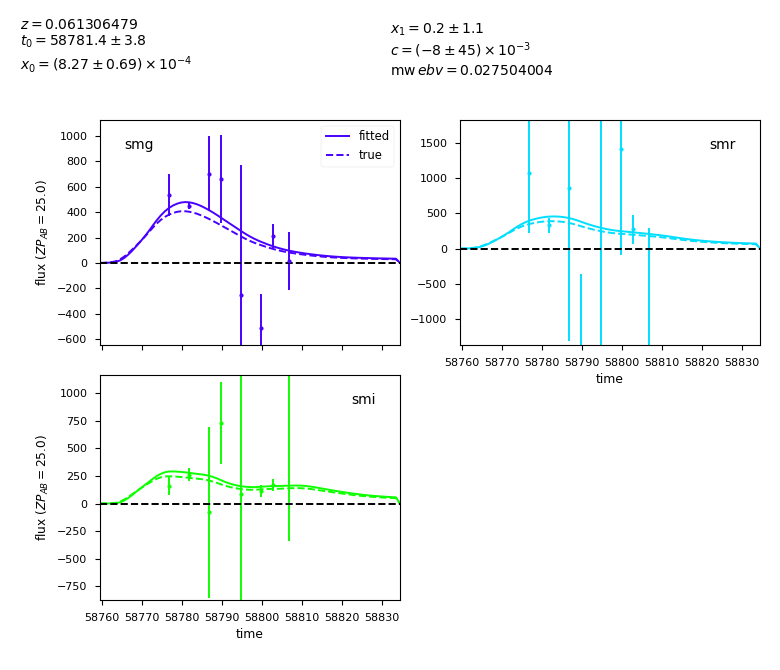 z = 0.061306479
t₀ = 58781.4 ± 3.8
x₀ = (8.27 ± 0.69) × 10⁻⁴
x₁ = 0.2 ± 1.1
c = (−8 ± 45) × 10⁻³
mw ebv = 0.027504004
smg
fitted
true
1000
800
600
400
200
0
−200
−400
−600
flux (ZP_AB = 25.0)
smr
1500
1000
500
0
−500
−1000
58760 58770 58780 58790 58800 58810 58820 58830
time
smi
1000
750
500
250
0
−250
−500
−750
flux (ZP_AB = 25.0)
58760 58770 58780 58790 58800 58810 58820 58830
time